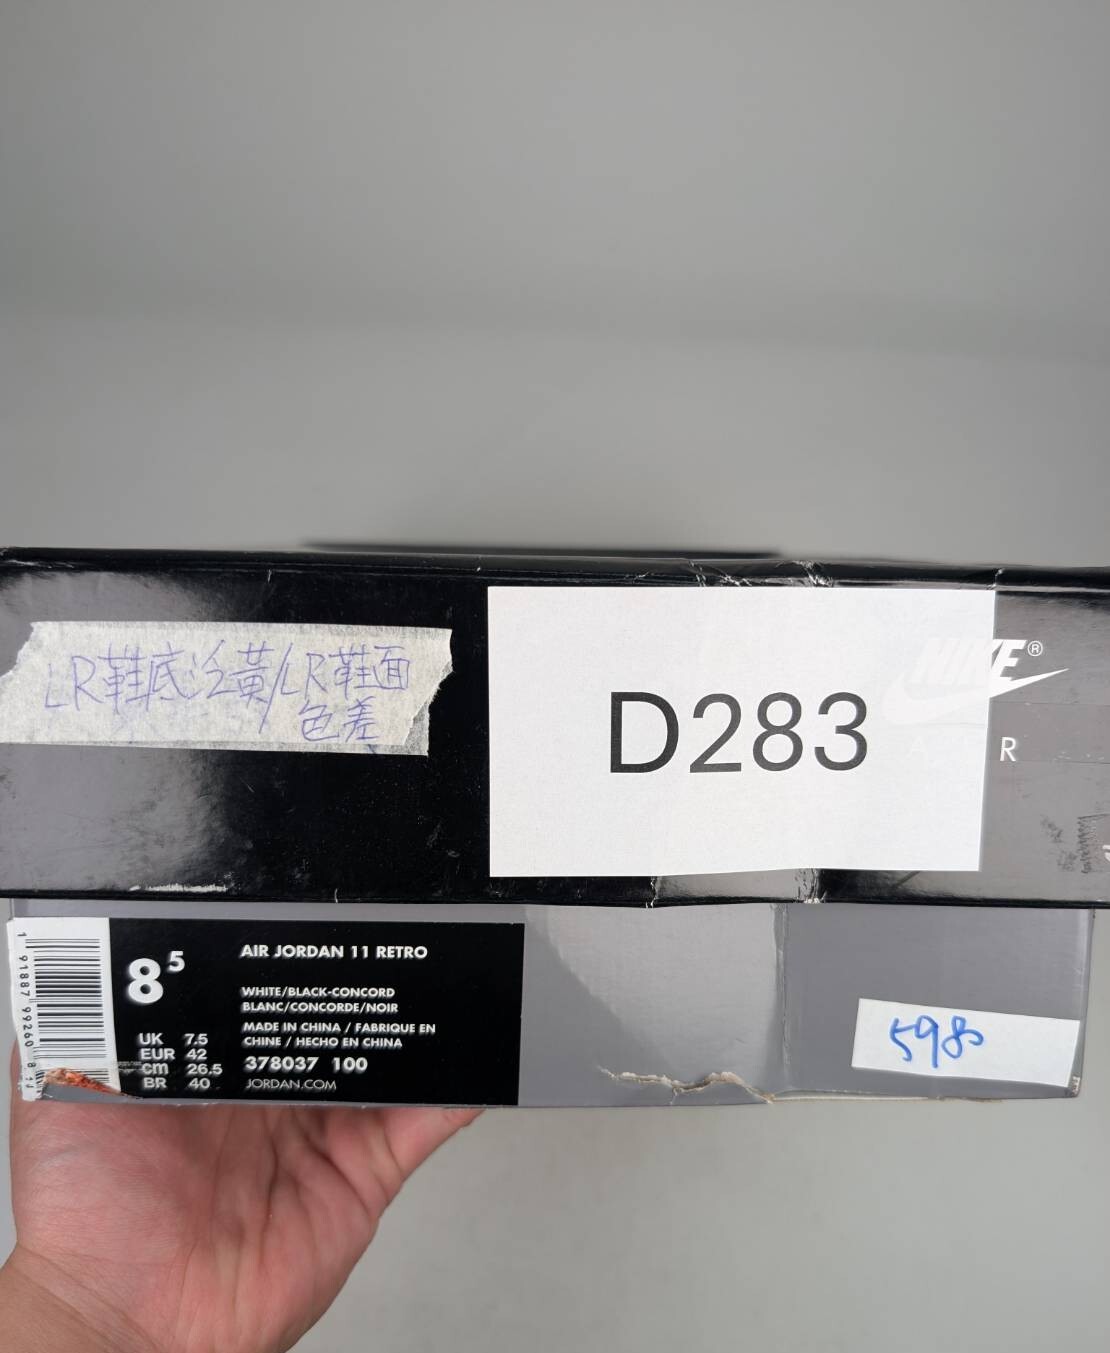 LR鞋底泛黃/LR鞋面
色差
D283
NIKE®
R
8⁵
AIR JORDAN 11 RETRO
WHITE/BLACK-CONCORD
BLANC/CONCORDE/NOIR
MADE IN CHINA / FABRIQUE EN
CHINE / HECHO EN CHINA
378037 100
JORDAN.COM
UK 7.5
EUR 42
cm 26.5
BR 40
598